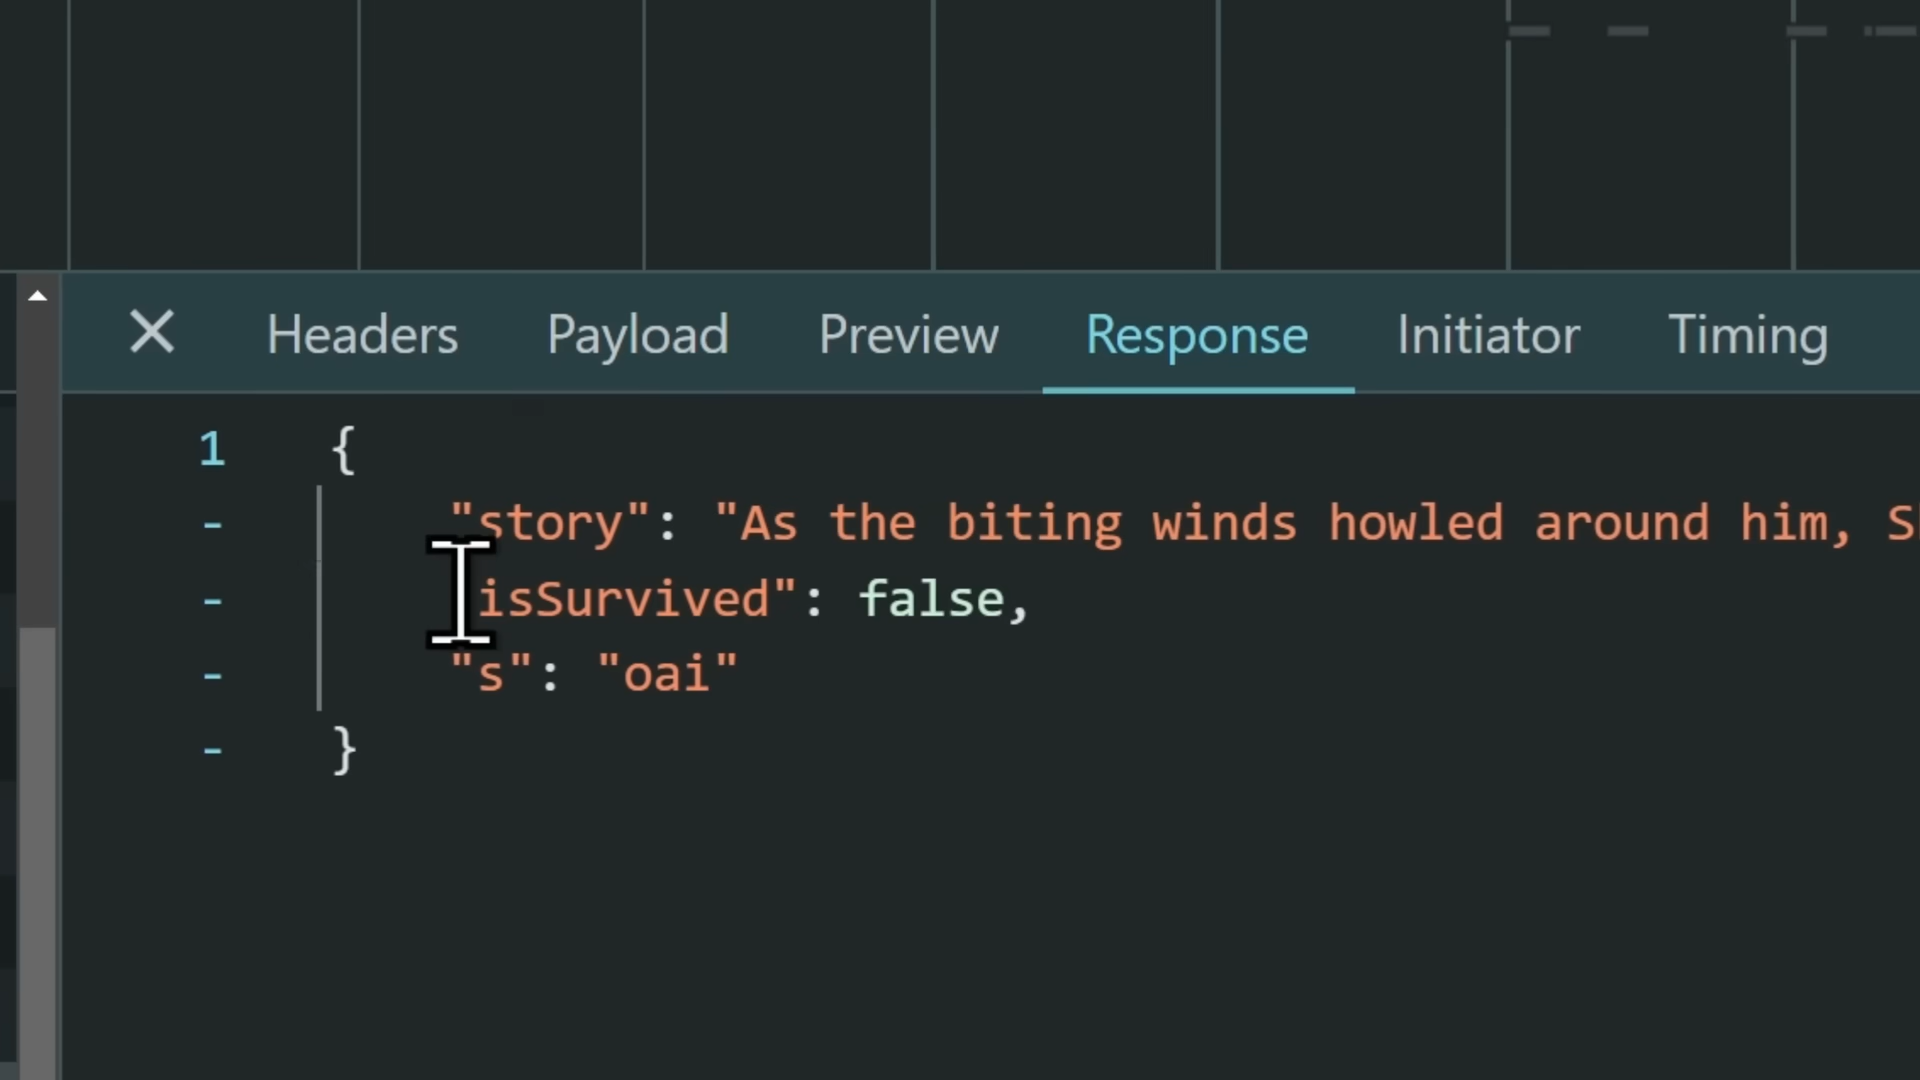 Headers Payload Preview Response Initiator Timing
1 {
- "story": "As the biting winds howled around him,
- isSurvived": false,
- "s": "oai"
- }